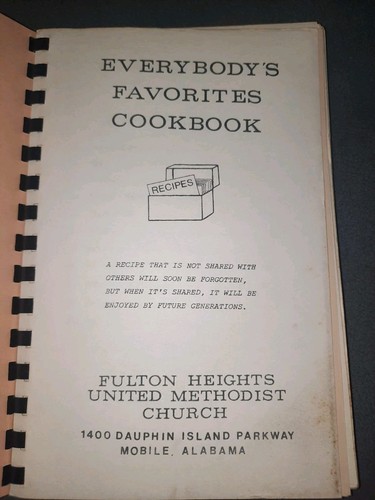 EVERYBODY'S
FAVORITES
COOKBOOK
RECIPES
A RECIPE THAT IS NOT SHARED WITH
OTHERS WILL SOON BE FORGOTTEN,
BUT WHEN IT'S SHARED, IT WILL BE
ENJOYED BY FUTURE GENERATIONS.
FULTON HEIGHTS
UNITED METHODIST
CHURCH
1400 DAUPHIN ISLAND PARKWAY
MOBILE, ALABAMA